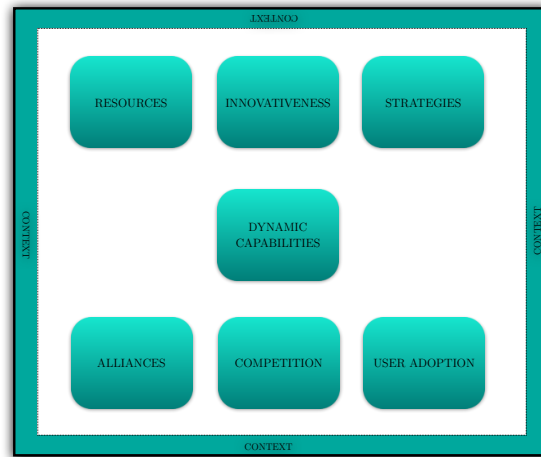 CONTEXT
RESOURCES
INNOVATIVENESS
STRATEGIES
CONTEXT
DYNAMIC
CAPABILITIES
CONTEXT
ALLIANCES
COMPETITION
USER ADOPTION
CONTEXT